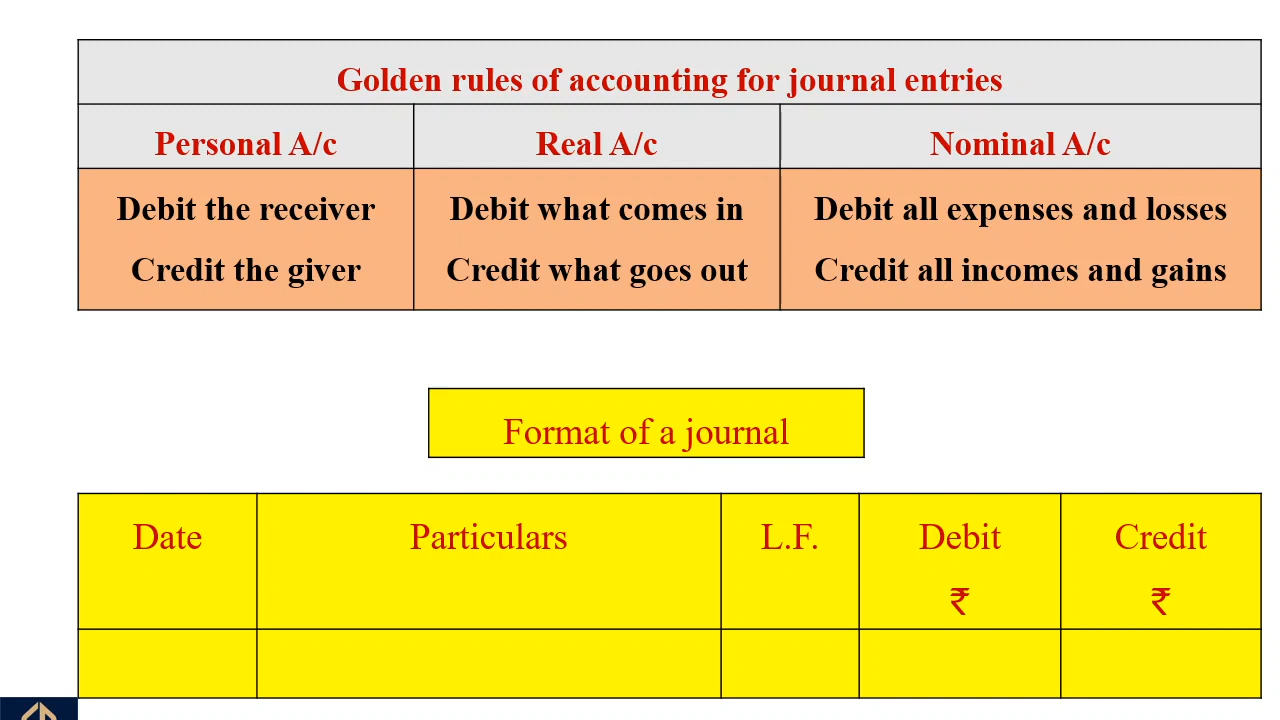 Golden rules of accounting for journal entries
Personal A/c Real A/c Nominal A/c
Debit the receiver Debit what comes in Debit all expenses and losses
Credit the giver Credit what goes out Credit all incomes and gains
Format of a journal
Date Particulars L.F. Debit Credit
₹ ₹